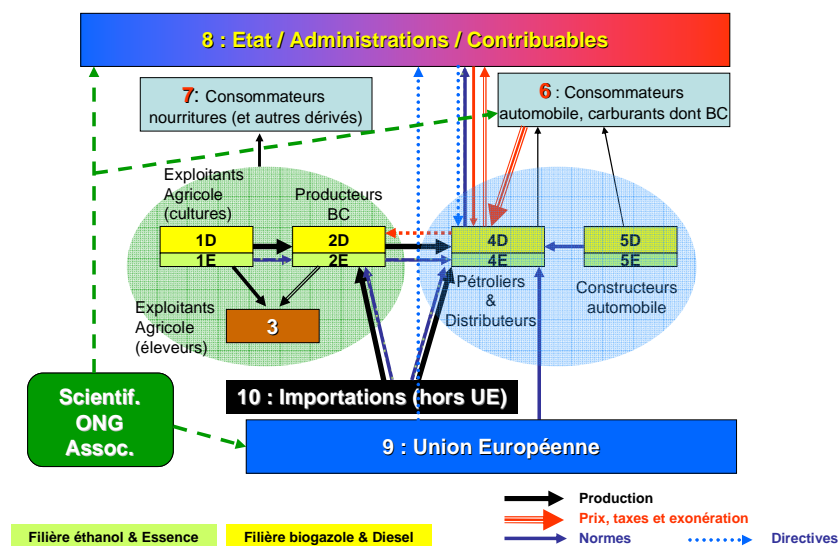 8 : Etat / Administrations / Contribuables
7: Consommateurs
nourritures (et autres dérivés)
6 : Consommateurs
automobile, carburants dont BC
Exploitants
Agricole
(cultures)
Producteurs
BC
1D
1E
2D
2E
4D
4E
5D
5E
Pétroliers
&
Distributeurs
Constructeurs
automobile
Exploitants
Agricole
(éleveurs)
3
10 : Importations (hors UE)
Scientif.
ONG
Assoc.
9 : Union Européenne
Production
Prix, taxes et exonération
Normes
Directives
Filière éthanol & Essence
Filière biogazole & Diesel